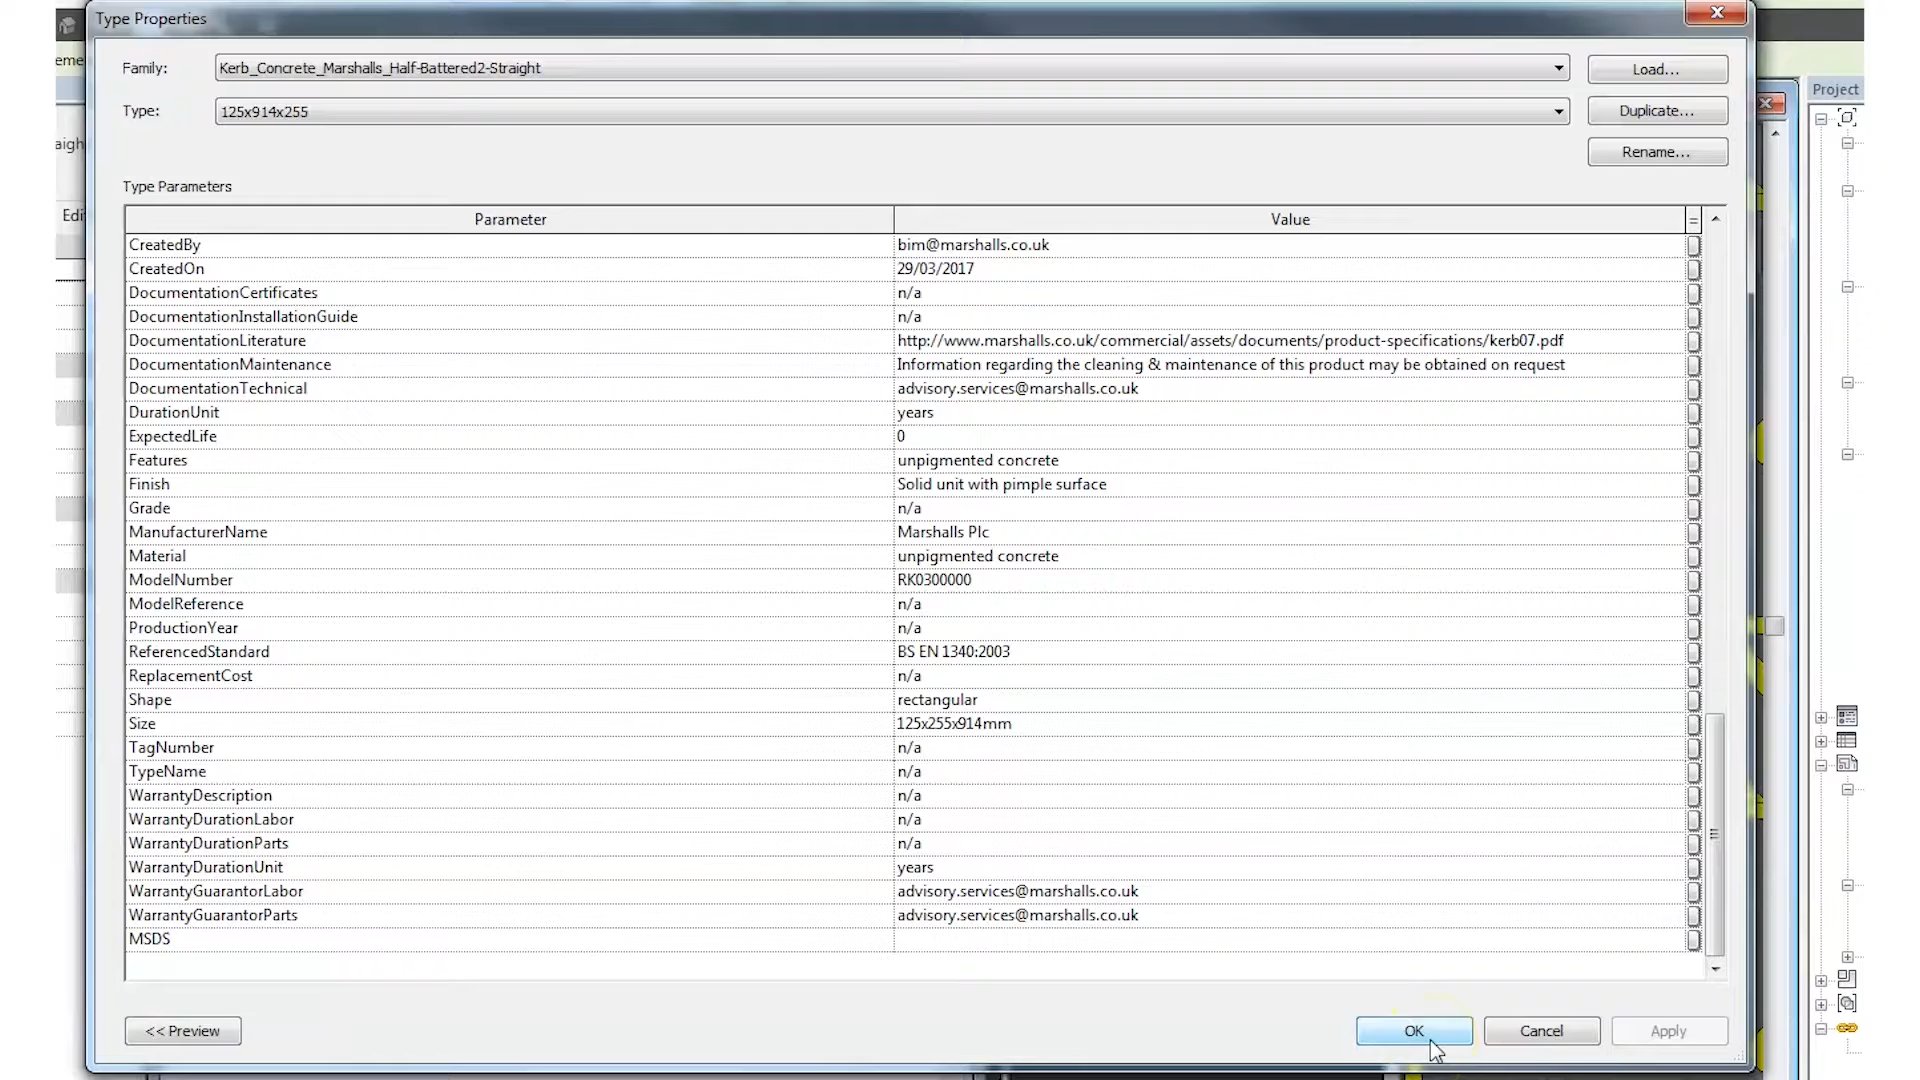 Type Properties
Family: Kerb_Concrete_Marshalls_Half-Battered2-Straight Load...
Type: 125x914x255 Duplicate...
Rename...
Type Parameters
Parameter Value =
CreatedBy bim@marshalls.co.uk
CreatedOn 29/03/2017
DocumentationCertificates n/a
DocumentationInstallationGuide n/a
DocumentationLiterature http://www.marshalls.co.uk/commercial/assets/documents/product-specifications/kerb07.pdf
DocumentationMaintenance Information regarding the cleaning & maintenance of this product may be obtained on request
DocumentationTechnical advisory.services@marshalls.co.uk
DurationUnit years
ExpectedLife 0
Features unpigmented concrete
Finish Solid unit with pimple surface
Grade n/a
ManufacturerName Marshalls Plc
Material unpigmented concrete
ModelNumber RK0300000
ModelReference n/a
ProductionYear n/a
ReferencedStandard BS EN 1340:2003
ReplacementCost n/a
Shape rectangular
Size 125x255x914mm
TagNumber n/a
TypeName n/a
WarrantyDescription n/a
WarrantyDurationLabor n/a
WarrantyDurationParts n/a
WarrantyDurationUnit years
WarrantyGuarantorLabor advisory.services@marshalls.co.uk
WarrantyGuarantorParts advisory.services@marshalls.co.uk
MSDS
<< Preview OK Cancel Apply
Project
eme
aigh
Edi